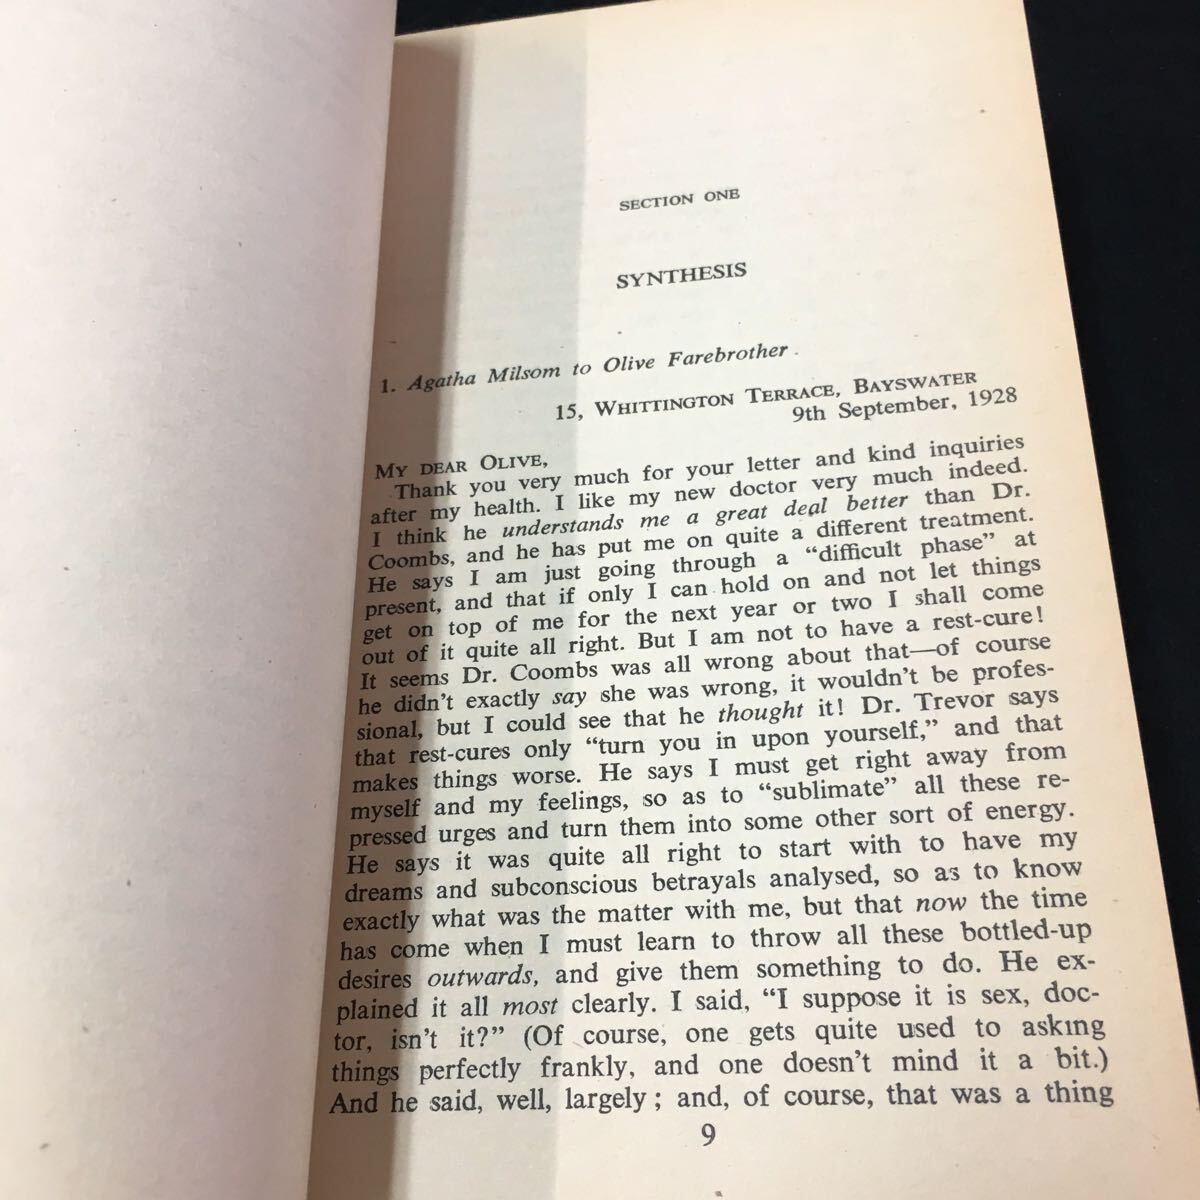 SECTION ONE
SYNTHESIS
1. Agatha Milsom to Olive Farebrother.
15, WHITTINGTON TERRACE, BAYSWATER
9th September, 1928
MY DEAR OLIVE,
Thank you very much for your letter and kind inquiries
after my health. I like my new doctor very much indeed.
I think he understands me a great deal better than Dr.
Coombs, and he has put me on quite a different treatment.
He says I am just going through a “difficult phase” at
present, and that if only I can hold on and not let things
get on top of me for the next year or two I shall come
out of it quite all right. But I am not to have a rest-cure!
It seems Dr. Coombs was all wrong about that—of course
he didn't exactly say she was wrong, it wouldn't be profes-
sional, but I could see that he thought it! Dr. Trevor says
that rest-cures only “turn you in upon yourself,” and that
makes things worse. He says I must get right away from
myself and my feelings, so as to “sublimate” all these re-
pressed urges and turn them into some other sort of energy.
He says it was quite all right to start with to have my
dreams and subconscious betrayals analysed, so as to know
exactly what was the matter with me, but that now the time
has come when I must learn to throw all these bottled-up
desires outwards, and give them something to do. He ex-
plained it all most clearly. I said, “I suppose it is sex, doc-
tor, isn't it?” (Of course, one gets quite used to asking
things perfectly frankly, and one doesn't mind it a bit.)
And he said, well, largely; and, of course, that was a thing
9